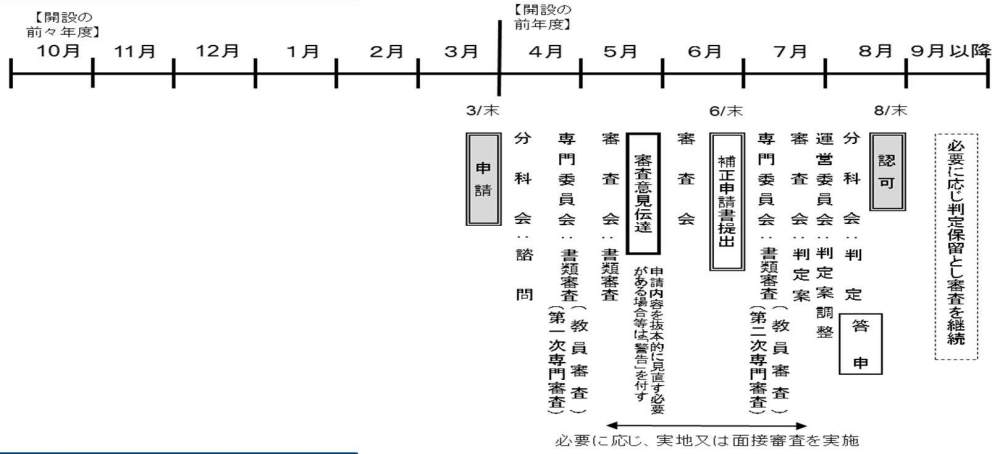 【開設の
前々年度】
【開設の
前年度】
10月
11月
12月
1月
2月
3月
4月
5月
6月
7月
8月
9月以降
3/末
6/末
8/末
申請
分科会：諮問
専門委員会：書類審査
（教員審査）
（第一次専門審査）
審査会：書類審査
審査意見伝達
申請内容を抜本的に見直す必要
がある場合等は「警告」を付す
審査会
補正申請書提出
専門委員会：書類審査
（教員審査）
（第二次専門審査）
審査会：判定案
運営委員会：判定案調整
分科会：判定
答申
認可
必要に応じ判定保留とし審査を継続
必要に応じ、実地又は面接審査を実施